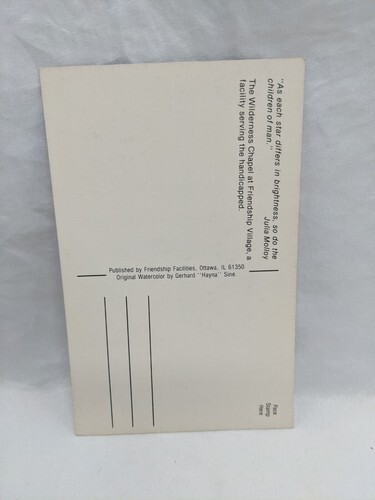 "As each star differs in brightness, so do the
children of man."
Julia Molloy
The Wilderness Chapel at Friendship Village, a
facility serving the handicapped.
Published by Friendship Facilities, Ottawa, IL 61350
Original Watercolor by Gerhard "Hayna" Sine.
Place
Stamp
Here